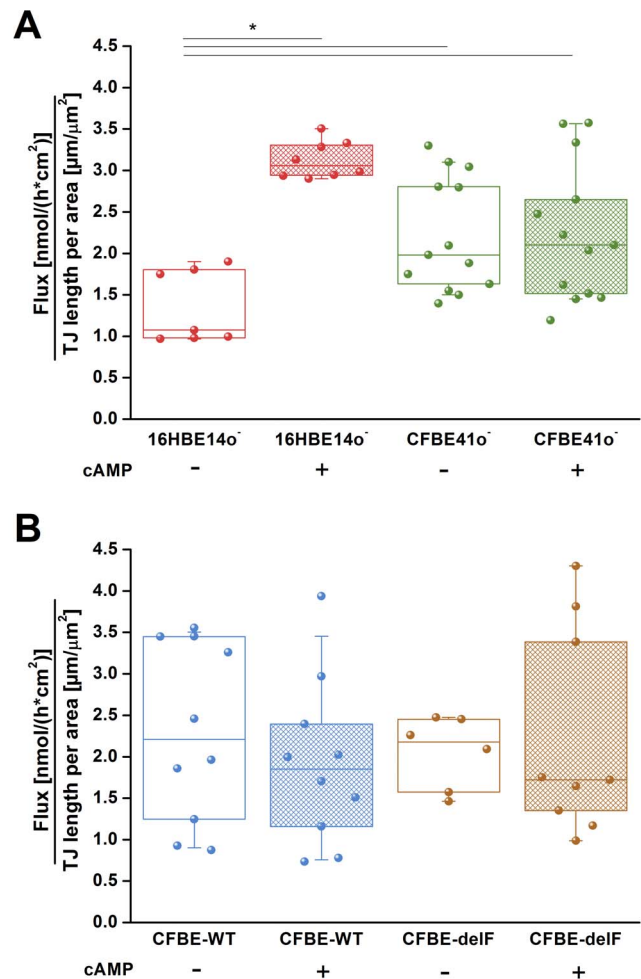 A
*
Flux [nmol/(h*cm²)]
TJ length per area [µm/µm²]
4.5
4.0
3.5
3.0
2.5
2.0
1.5
1.0
0.5
0.0
16HBE14o⁻ 16HBE14o⁻ CFBE41o⁻ CFBE41o⁻
cAMP - + - +
B
Flux [nmol/(h*cm²)]
TJ length per area [µm/µm²]
4.5
4.0
3.5
3.0
2.5
2.0
1.5
1.0
0.5
0.0
CFBE-WT CFBE-WT CFBE-delF CFBE-delF
cAMP - + - +